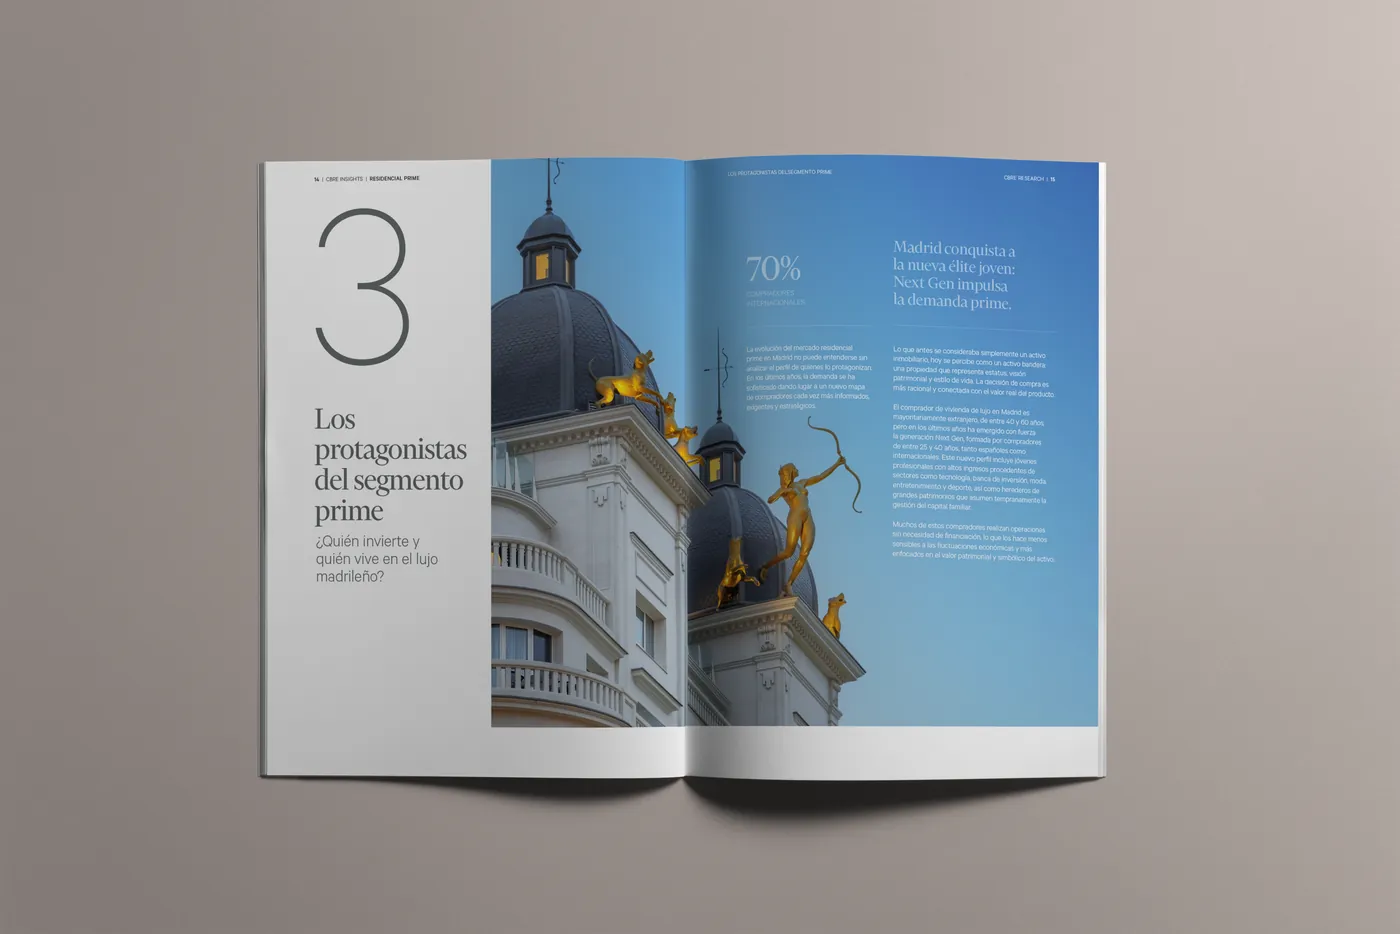 14 | CBRE INSIGHTS | RESIDENCIAL PRIME
3
Los
protagonistas
del segmento
prime
¿Quién invierte y
quién vive en el lujo
madrileño?
LOS PROTAGONISTAS DEL SEGMENTO PRIME
CBRE RESEARCH | 15
70%
COMPRADORES
INTERNACIONALES
La evolución del mercado residencial
prime en Madrid no puede entenderse sin
analizar el perfil de quienes lo protagonizan.
En los últimos años, la demanda se ha
sofisticado dando lugar a un nuevo mapa
de compradores cada vez más informados,
exigentes y estratégicos.
Madrid conquista a
la nueva élite joven:
Next Gen impulsa
la demanda prime.
Lo que antes se consideraba simplemente un activo
inmobiliario, hoy se percibe como un activo bandera:
una propiedad que representa estatus, visión
patrimonial y estilo de vida. La decisión de compra es
más racional y conectada con el valor real del producto.
El comprador de vivienda de lujo en Madrid es
mayoritariamente extranjero, de entre 40 y 60 años,
pero en los últimos años ha emergido con fuerza
la generación Next Gen, formada por compradores
de entre 25 y 40 años, tanto españoles como
internacionales. Este nuevo perfil incluye jóvenes
profesionales con altos ingresos procedentes de
sectores como tecnología, banca de inversión, moda,
entretenimiento y deporte, así como herederos de
grandes patrimonios que asumen tempranamente la
gestión del capital familiar.
Muchos de estos compradores realizan operaciones
sin necesidad de financiación, lo que los hace menos
sensibles a las fluctuaciones económicas y más
enfocados en el valor patrimonial y simbólico del activo.